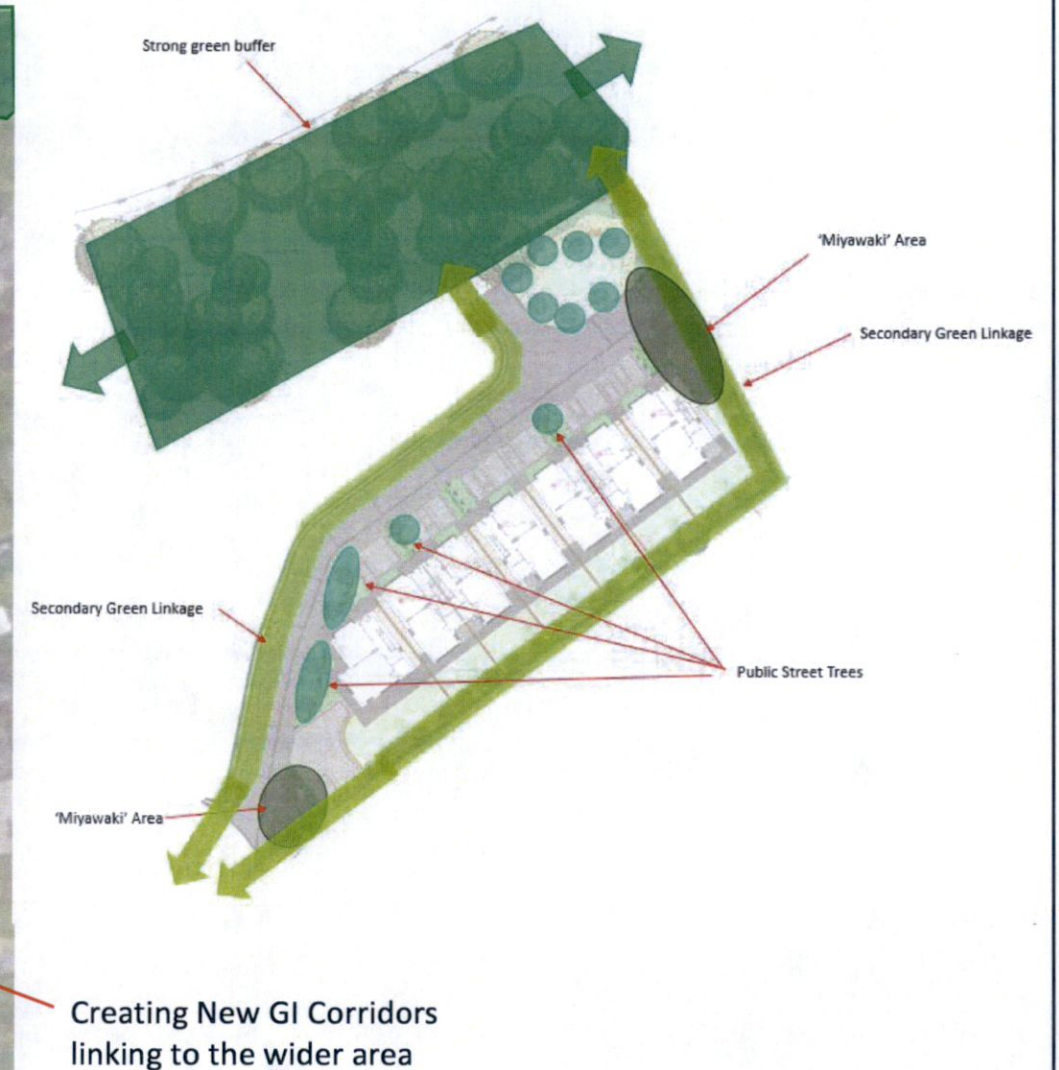 Strong green buffer
'Miyawaki' Area
Secondary Green Linkage
Secondary Green Linkage
Public Street Trees
'Miyawaki' Area
Creating New GI Corridors
linking to the wider area